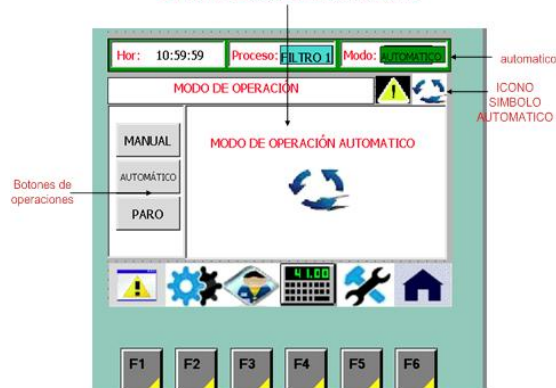 Hor: 10:59:59 Proceso: FILTRO 1 Modo: AUTOMATICO
automatico
MODO DE OPERACIÓN
ICONO
SIMBOLO
AUTOMATICO
MANUAL
MODO DE OPERACIÓN AUTOMATICO
AUTOMÁTICO
Botones de
operaciones
PARO
41.00
F1 F2 F3 F4 F5 F6